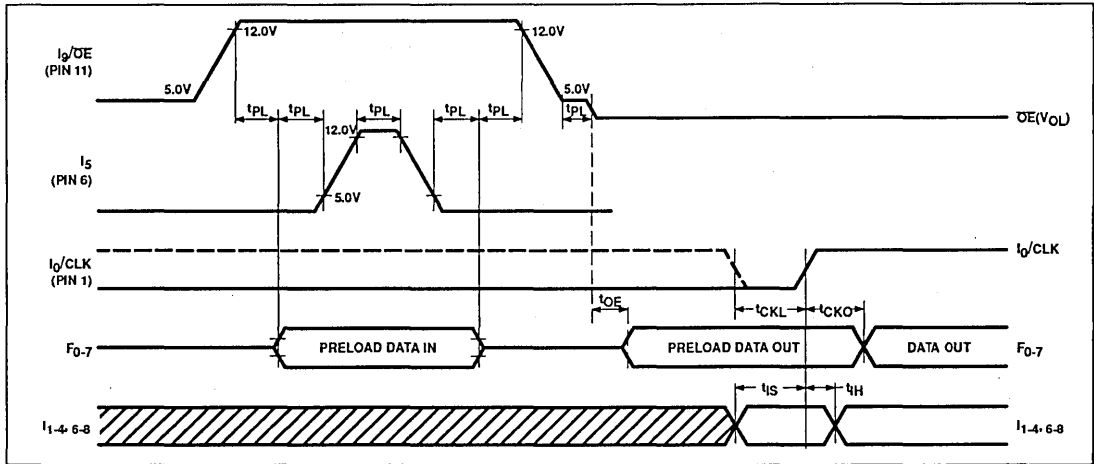 I9/O̅E̅
(PIN 11)
12.0V
12.0V
5.0V
5.0V
tPL tPL tPL tPL tPL tPL
O̅E̅(VOL)
I5
(PIN 6)
12.0V
5.0V
I0/CLK
(PIN 1)
I0/CLK
tOE
tCKL
tCKO
F0-7
PRELOAD DATA IN
PRELOAD DATA OUT
DATA OUT
F0-7
tIS
tIH
I1-4, 6-8
I1-4, 6-8